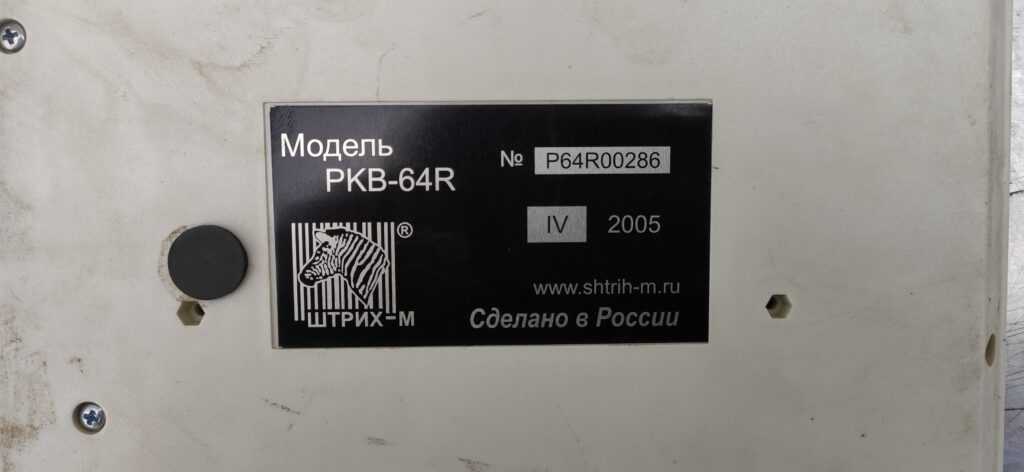 Модель
PKB-64R
№ P64R00286
IV 2005
®
ШТРИХ-М
www.shtrih-m.ru
Сделано в России